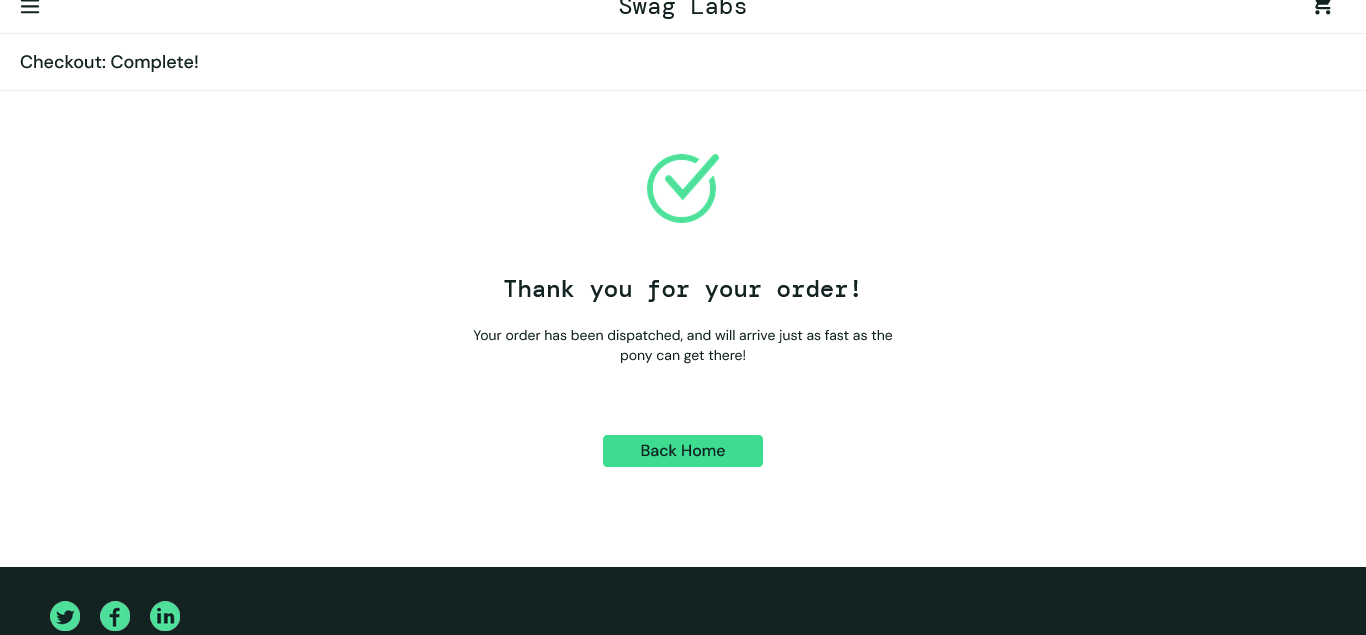 Swag Labs
Checkout: Complete!
Thank you for your order!
Your order has been dispatched, and will arrive just as fast as the
pony can get there!
Back Home